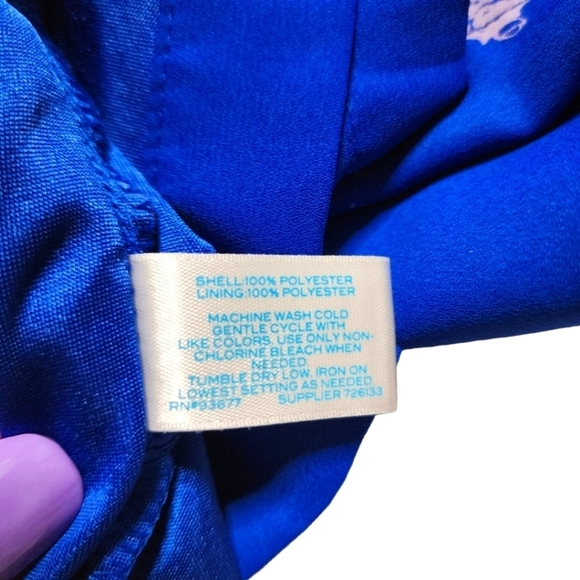 SHELL:100% POLYESTER
LINING:100% POLYESTER
MACHINE WASH COLD
GENTLE CYCLE WITH
LIKE COLORS. USE ONLY NON-
CHLORINE BLEACH WHEN
NEEDED.
TUMBLE DRY LOW. IRON ON
LOWEST SETTING AS NEEDED.
RN#93677 SUPPLIER 726133